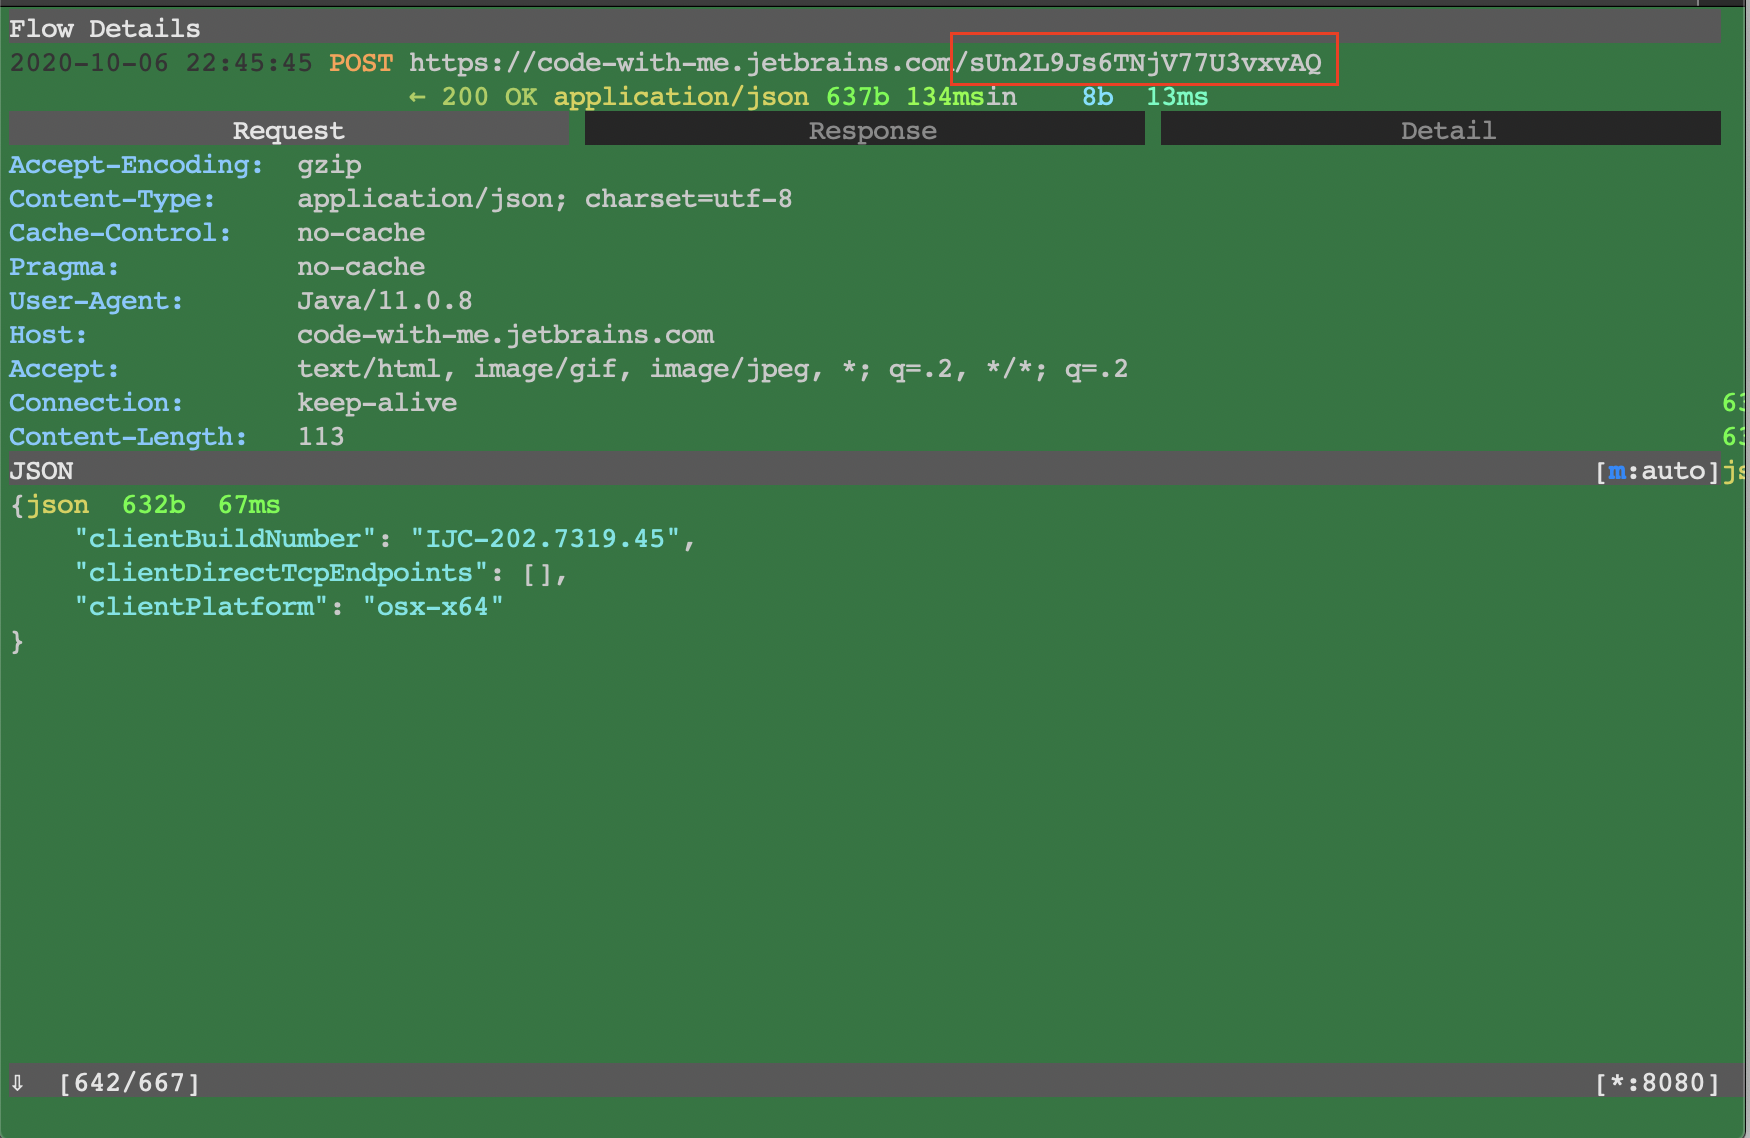 Flow Details
2020-10-06 22:45:45 POST https://code-with-me.jetbrains.com/sUn2L9Js6TNjV77U3vxvAQ
← 200 OK application/json 637b 134msin 8b 13ms
Request Response Detail
Accept-Encoding: gzip
Content-Type: application/json; charset=utf-8
Cache-Control: no-cache
Pragma: no-cache
User-Agent: Java/11.0.8
Host: code-with-me.jetbrains.com
Accept: text/html, image/gif, image/jpeg, *; q=.2, */*; q=.2
Connection: keep-alive 63
Content-Length: 113 63
JSON [m:auto]js
{json 632b 67ms
"clientBuildNumber": "IJC-202.7319.45",
"clientDirectTcpEndpoints": [],
"clientPlatform": "osx-x64"
}
⇩ [642/667] [*:8080]